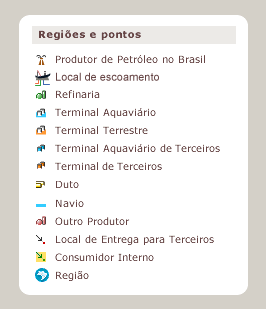 Regiões e pontos
Produtor de Petróleo no Brasil
Local de escoamento
Refinaria
Terminal Aquaviário
Terminal Terrestre
Terminal Aquaviário de Terceiros
Terminal de Terceiros
Duto
Navio
Outro Produtor
Local de Entrega para Terceiros
Consumidor Interno
Região